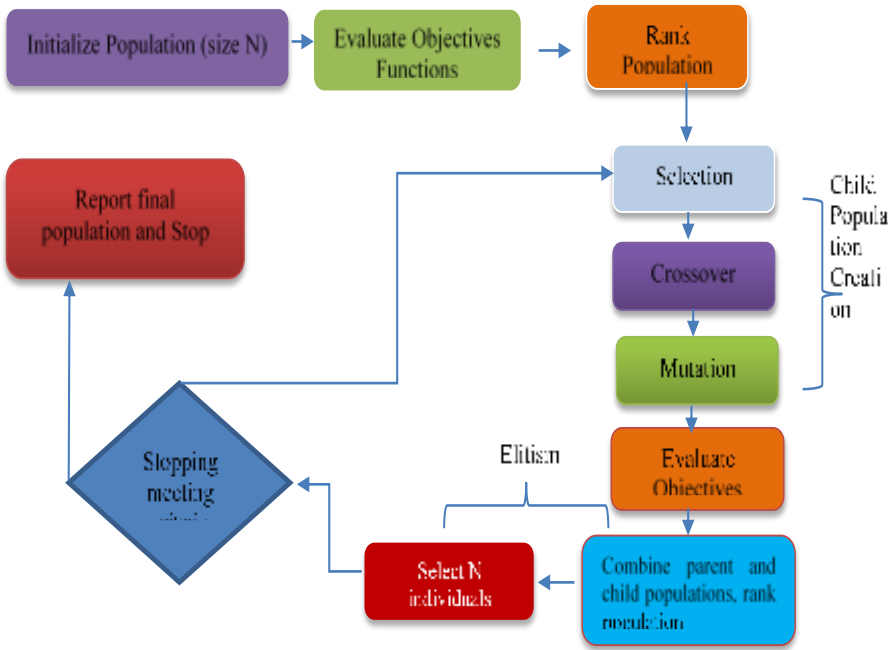 Initialize Population (size N)
Evaluate Objectives
Functions
Rank
Population
Selection
Child
Popula
tion
Creati
on
Crossover
Mutation
Evaluate
Objectives
Elitism
Combine parent and
child populations, rank
population
Select N
individuals
Stopping
meeting
criteria
Report final
population and Stop